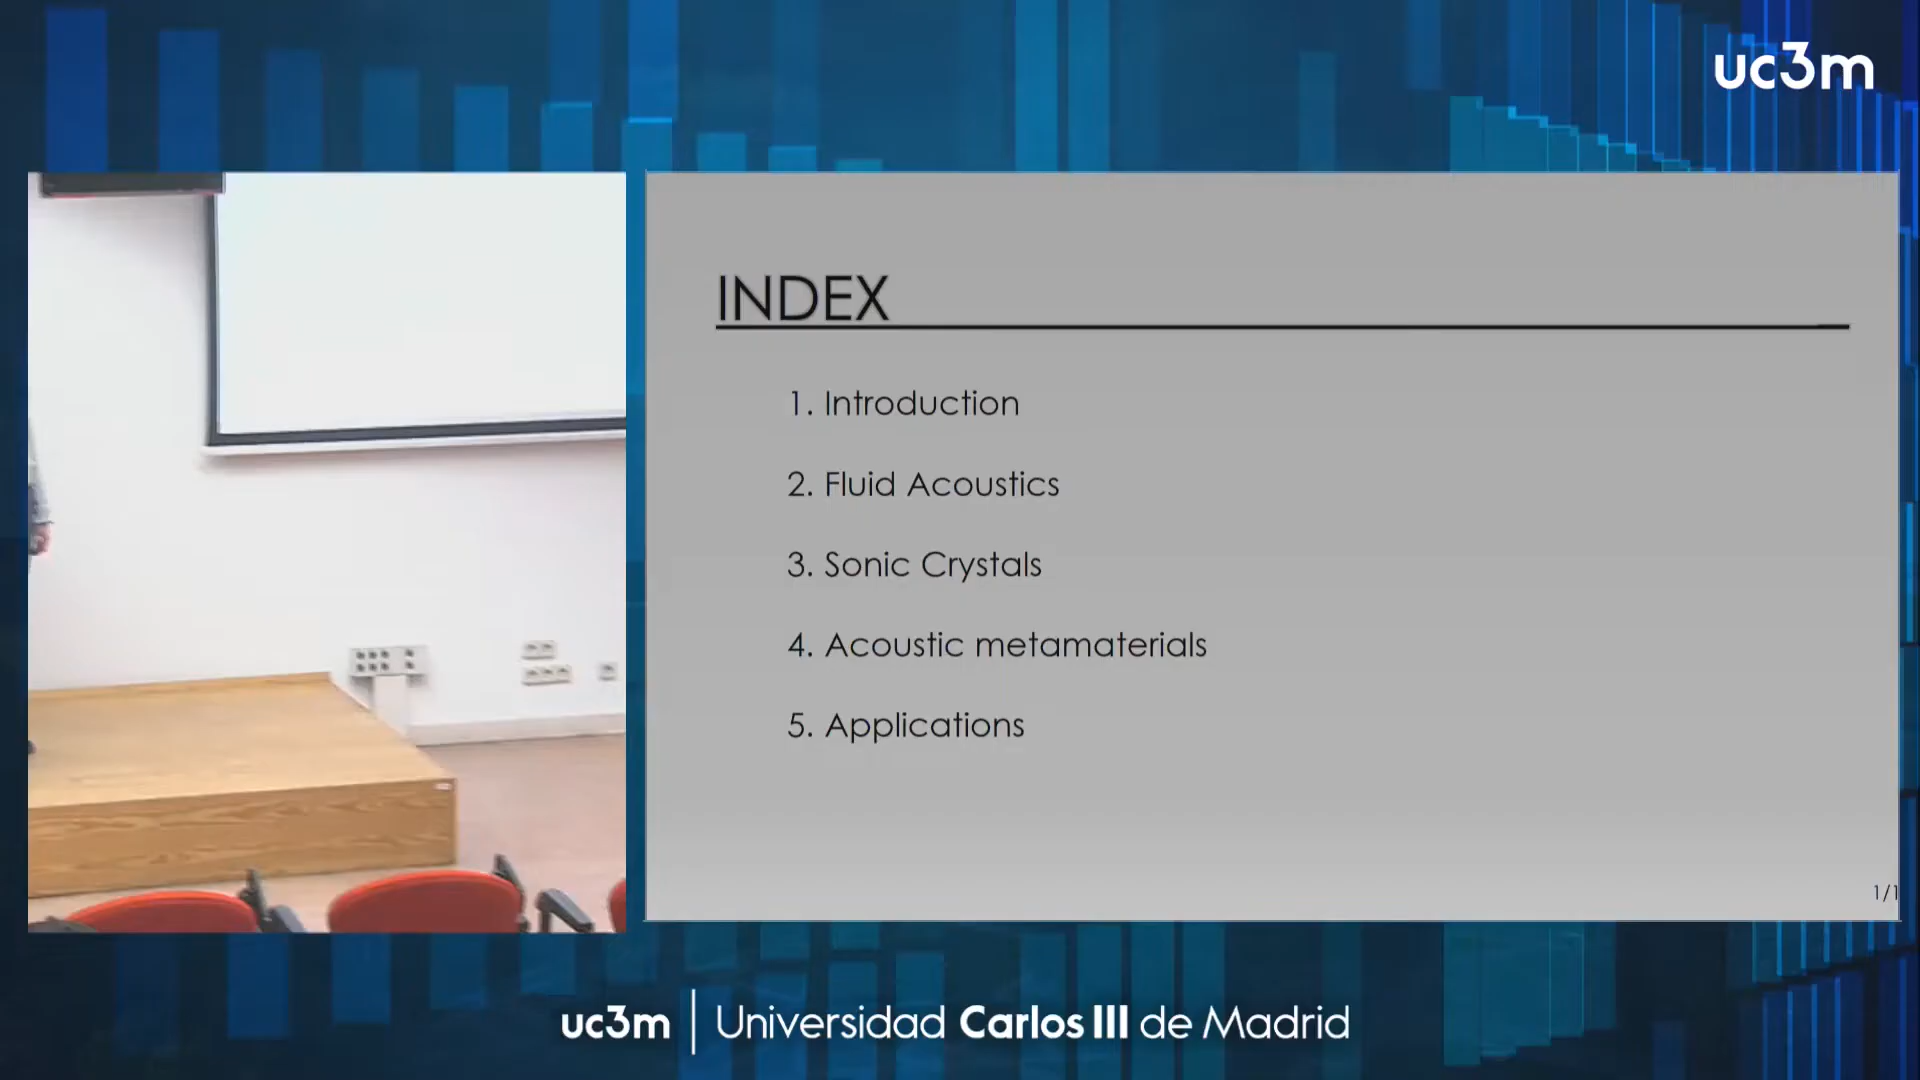 uc3m
INDEX
1. Introduction
2. Fluid Acoustics
3. Sonic Crystals
4. Acoustic metamaterials
5. Applications
1/1
uc3m | Universidad Carlos III de Madrid